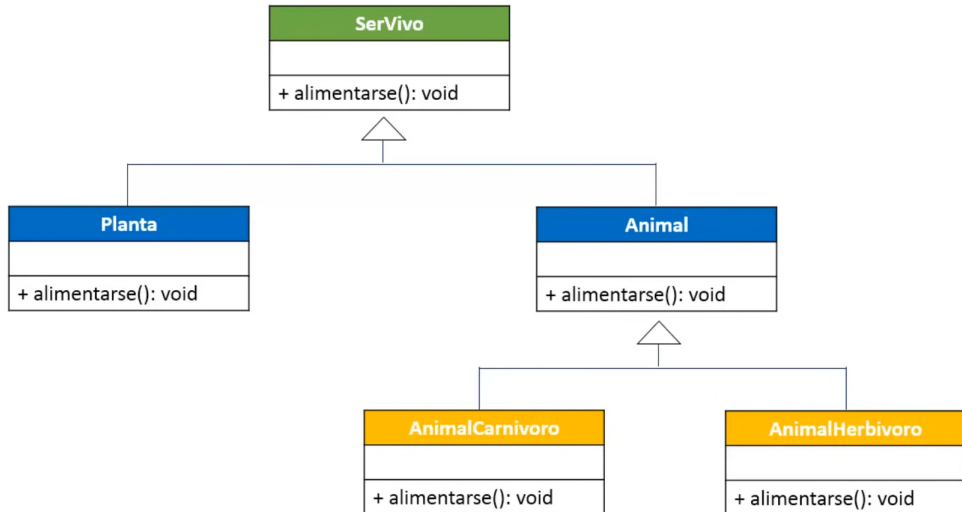 SerVivo
+ alimentarse(): void
Planta
+ alimentarse(): void
Animal
+ alimentarse(): void
AnimalCarnivoro
+ alimentarse(): void
AnimalHerbivoro
+ alimentarse(): void